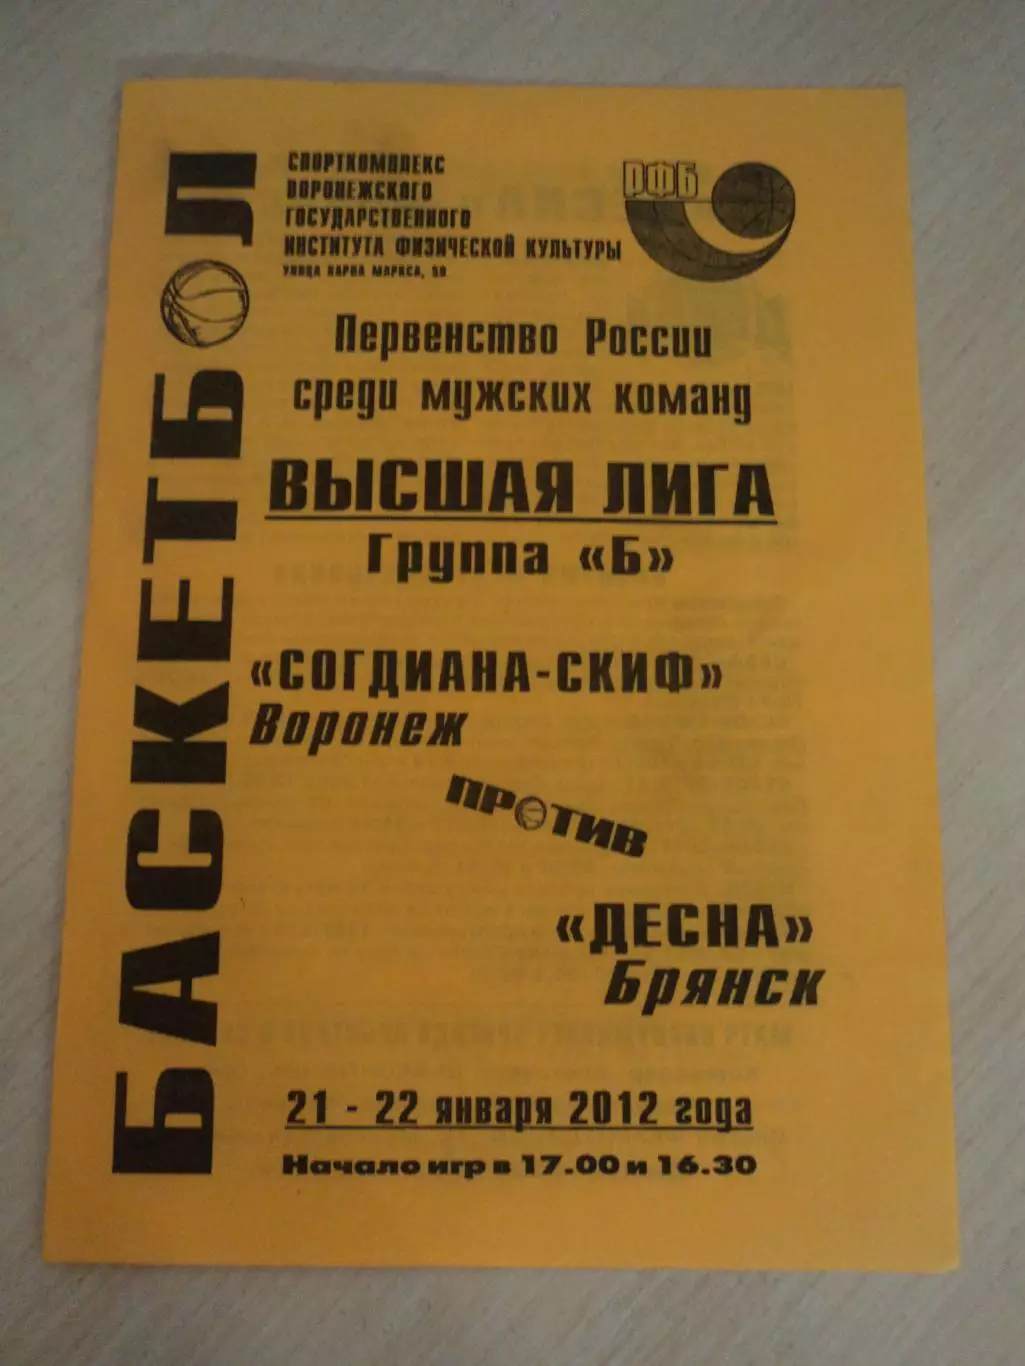 БАСКЕТБОЛ
СПОРТКОМПЛЕКС
ВОРОНЕЖСКОГО
ГОСУДАРСТВЕННОГО
ИНСТИТУТА ФИЗИЧЕСКОЙ КУЛЬТУРЫ
УЛИЦА КАРЛА МАРКСА, 59
РФБ
Первенство России
среди мужских команд
ВЫСШАЯ ЛИГА
Группа «Б»
«СОГДИАНА-СКИФ»
Воронеж
ПРОТИВ
«ДЕСНА»
Брянск
21 - 22 января 2012 года
Начало игр в 17.00 и 16.30